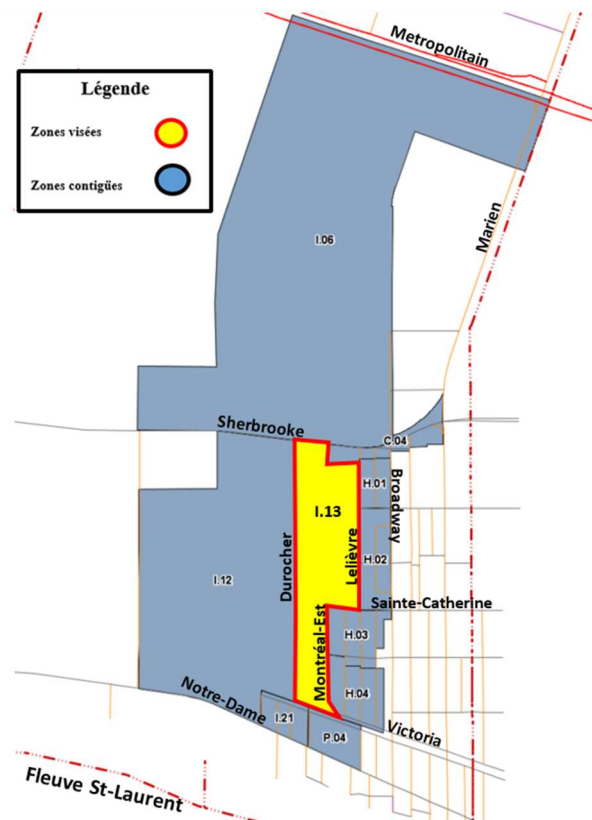 Metropolitain
Légende
Zones visées
Zones contigües
Marien
I.06
Sherbrooke
C.04
H.01
Broadway
I.13
Lelièvre
H.02
Durocher
I.12
Sainte-Catherine
Montréal-Est
H.03
H.04
Notre-Dame
I.21
P.04
Victoria
Fleuve St-Laurent